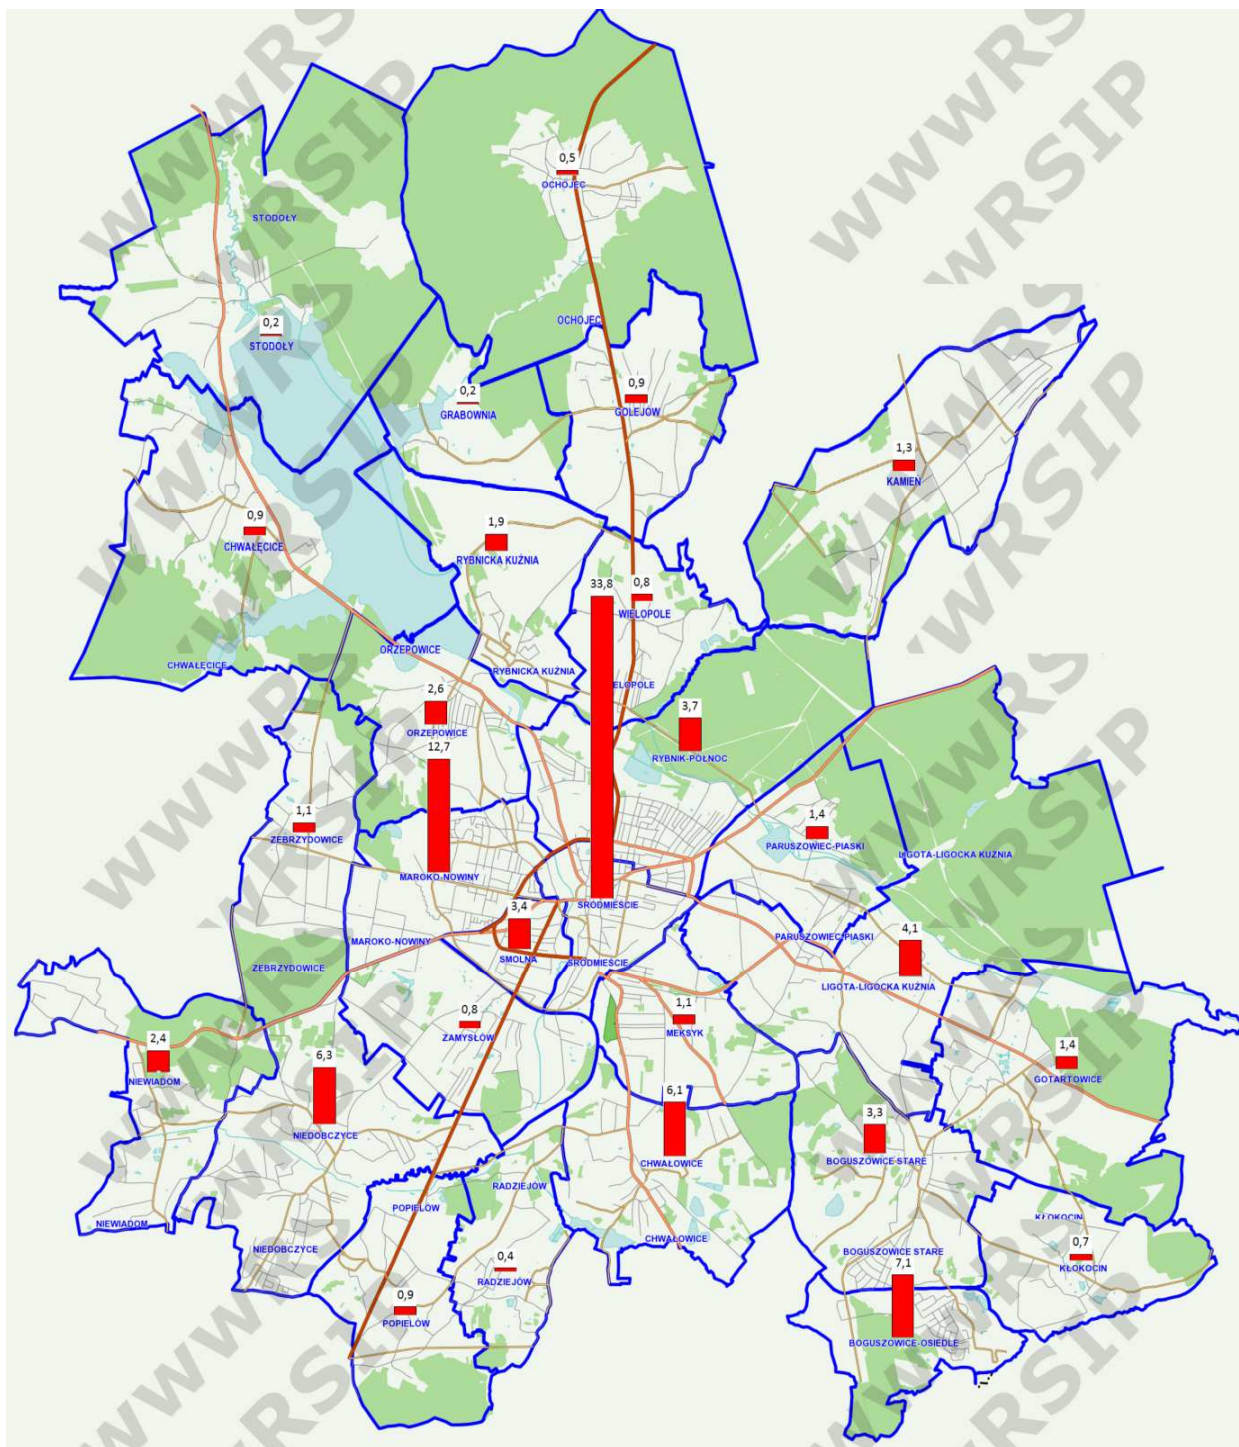 0,5
OCHOJEC
STODOŁY
0,2
STODOŁY
OCHOJEC
0,2
GRABOWNIA
0,9
GOLEJÓW
1,3
KAMIEŃ
0,9
CHWAŁĘCICE
1,9
RYBNICKA KUŹNIA
33,8
0,8
WIELOPOLE
ORZEPOWICE
CHWAŁĘCICE
RYBNICKA KUŹNIA
ELOPOLE
2,6
ORZEPOWICE
3,7
RYBNIK-PÓŁNOC
12,7
1,1
ZEBRZYDOWICE
1,4
PARUSZOWIEC-PIASKI
LIGOTA-LIGOCKA KUŹNIA
MAROKO-NOWINY
ŚRÓDMIEŚCIE
3,4
SMOLNA
MAROKO-NOWINY
PARUSZOWIEC-PIASKI
4,1
LIGOTA-LIGOCKA KUŹNIA
ZEBRZYDOWICE
ŚRÓDMIEŚCIE
0,8
ZAMYSŁÓW
1,1
MEKSYK
2,4
NIEWIADOM
6,3
NIEDOBCZYCE
1,4
GOTARTOWICE
6,1
CHWAŁOWICE
3,3
BOGUSZOWICE-STARE
RADZIEJÓW
POPIELÓW
NIEWIADOM
KŁOKOCIN
CHWAŁOWICE
NIEDOBCZYCE
BOGUSZOWICE STARE
0,4
RADZIEJÓW
0,7
KŁOKOCIN
7,1
BOGUSZOWICE-OSIEDLE
0,9
POPIELÓW
WWWRSIP